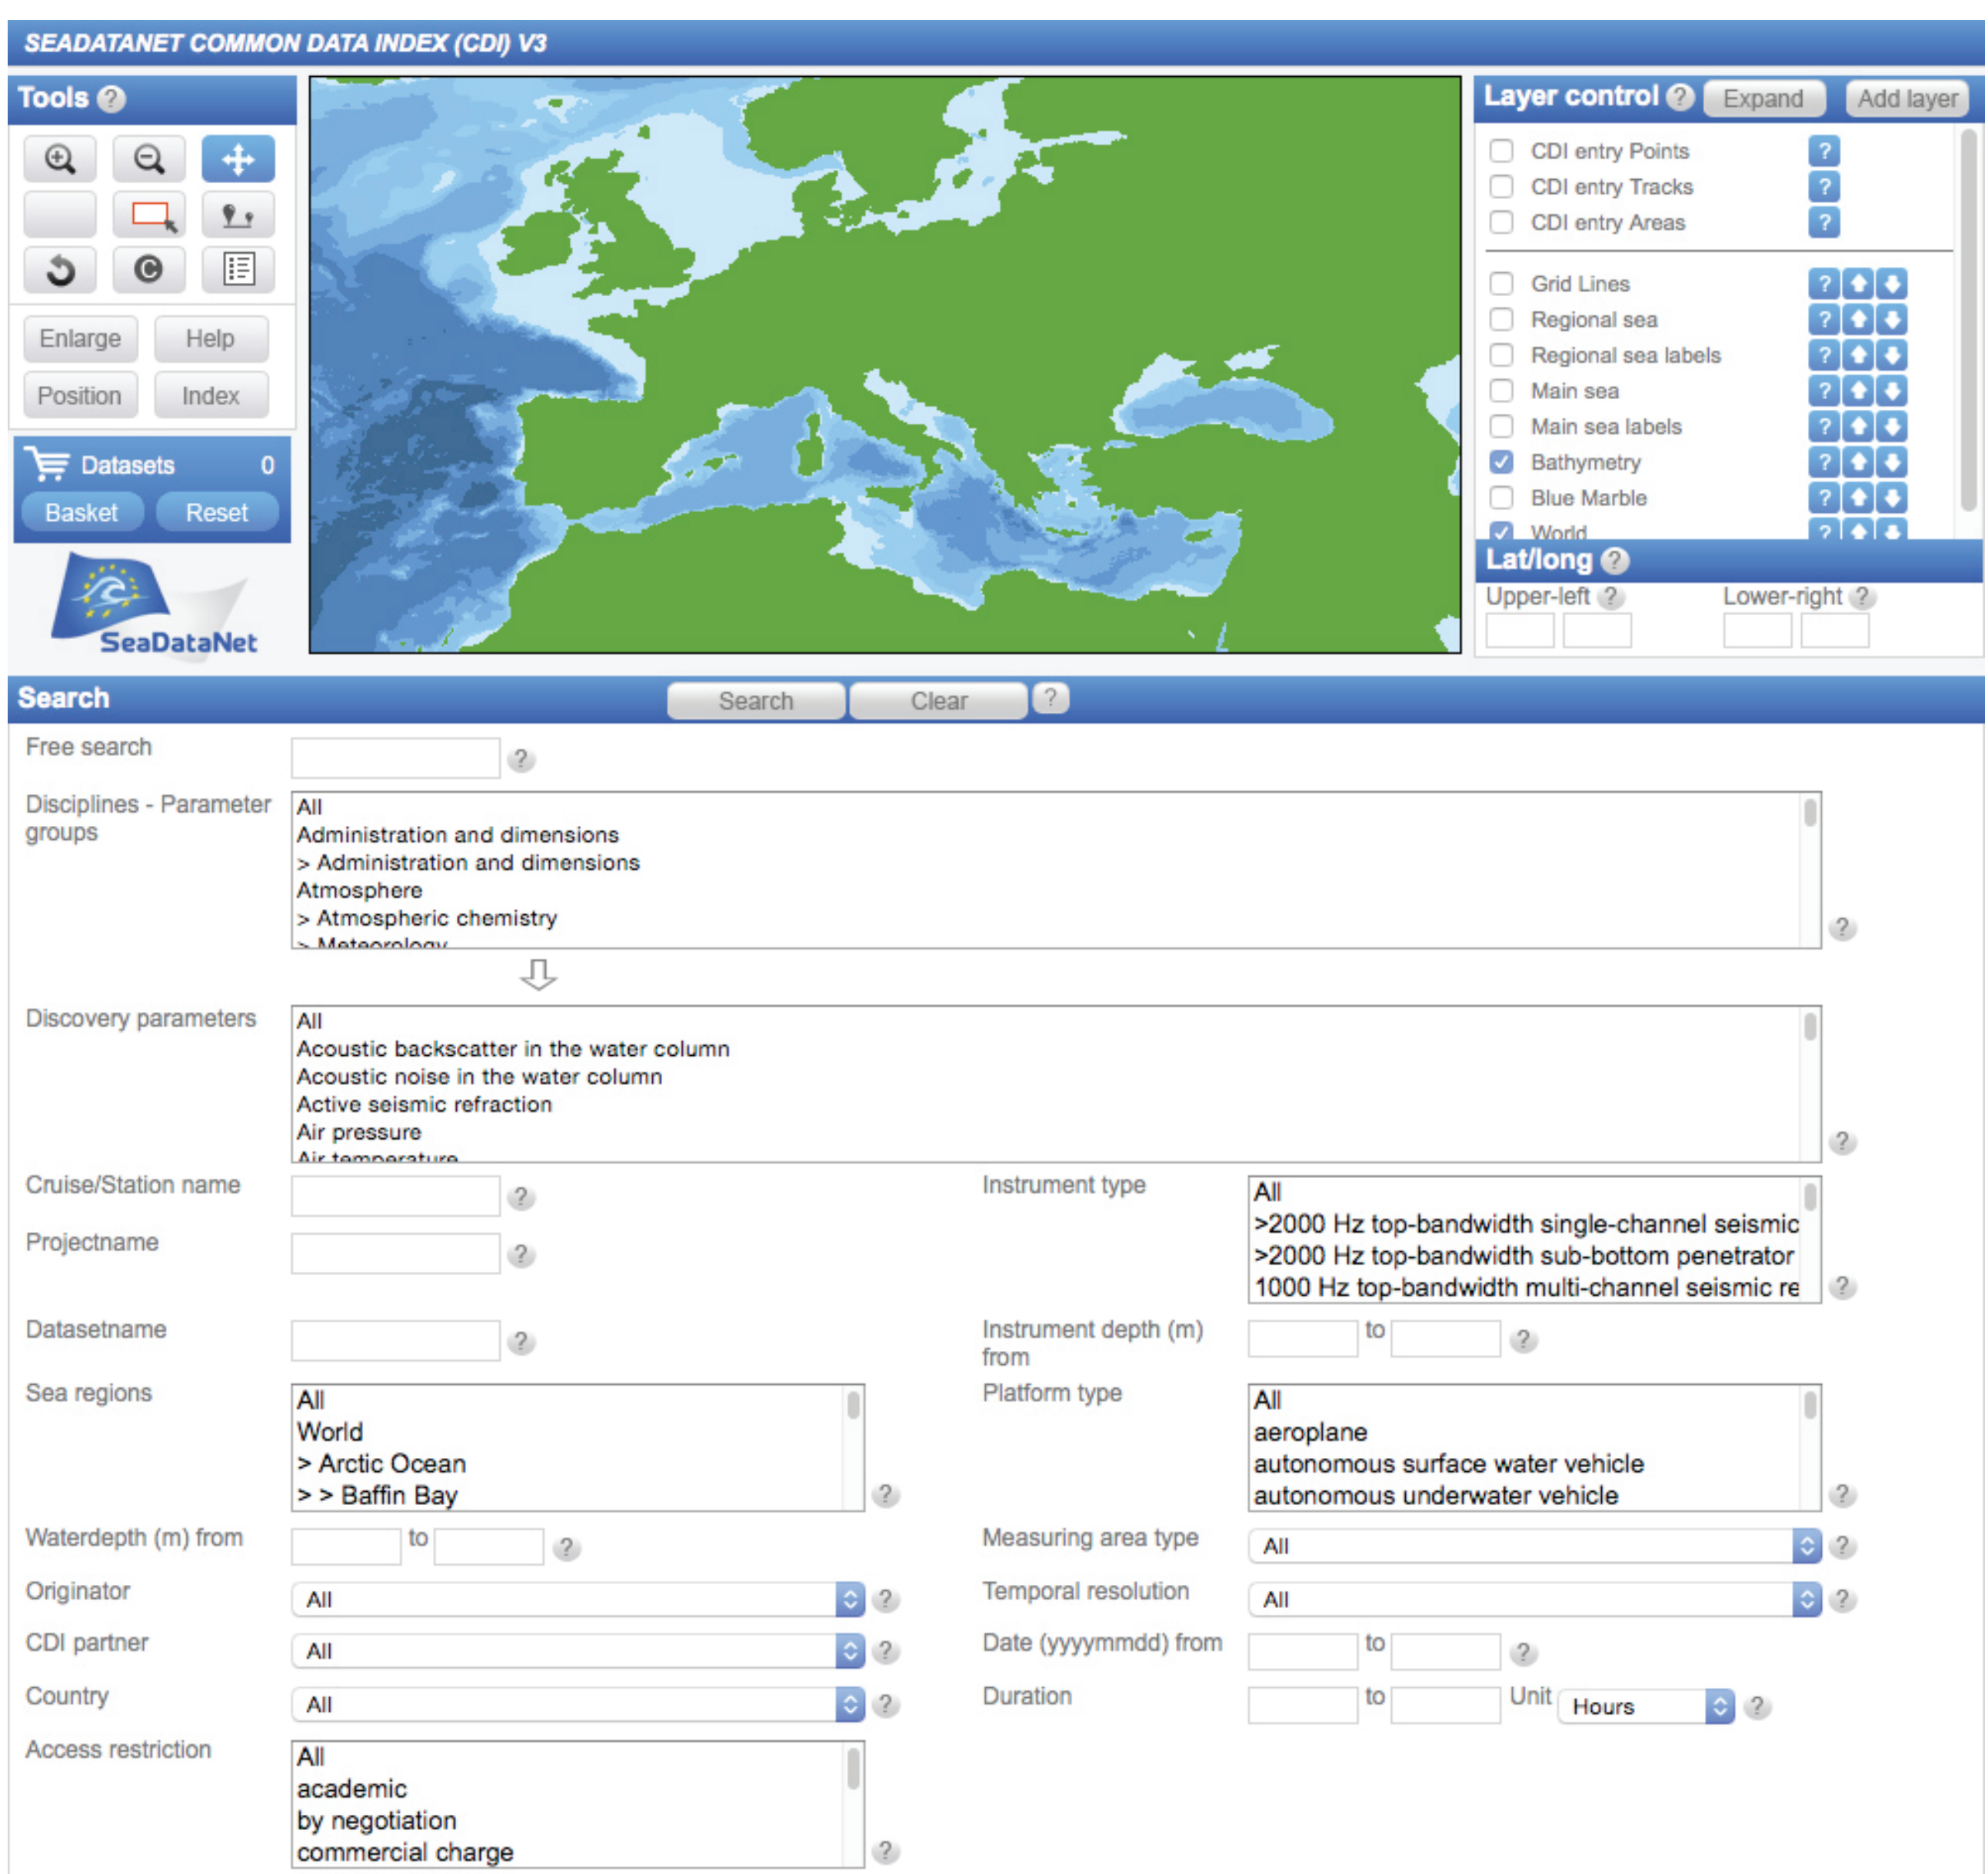 SEADATANET COMMON DATA INDEX (CDI) V3
Tools ?
Enlarge Help
Position Index
Datasets 0
Basket Reset
SeaDataNet
Layer control ? Expand Add layer
CDI entry Points ?
CDI entry Tracks ?
CDI entry Areas ?
Grid Lines ?
Regional sea ?
Regional sea labels ?
Main sea ?
Main sea labels ?
Bathymetry ?
Blue Marble ?
World ?
Lat/long ?
Upper-left ? Lower-right ?
Search Search Clear ?
Free search ?
Disciplines - Parameter groups
All
Administration and dimensions
> Administration and dimensions
Atmosphere
> Atmospheric chemistry
> Meteorology
?
Discovery parameters
All
Acoustic backscatter in the water column
Acoustic noise in the water column
Active seismic refraction
Air pressure
Air temperature
?
Cruise/Station name ?
Projectname ?
Instrument type
All
>2000 Hz top-bandwidth single-channel seismic
>2000 Hz top-bandwidth sub-bottom penetrator
1000 Hz top-bandwidth multi-channel seismic re
?
Datasetname ?
Instrument depth (m) from to ?
Sea regions
All
World
> Arctic Ocean
> > Baffin Bay
?
Platform type
All
aeroplane
autonomous surface water vehicle
autonomous underwater vehicle
?
Waterdepth (m) from to ?
Measuring area type All ?
Originator All ?
Temporal resolution All ?
CDI partner All ?
Date (yyyymmdd) from to ?
Country All ?
Duration to Unit Hours ?
Access restriction
All
academic
by negotiation
commercial charge
?